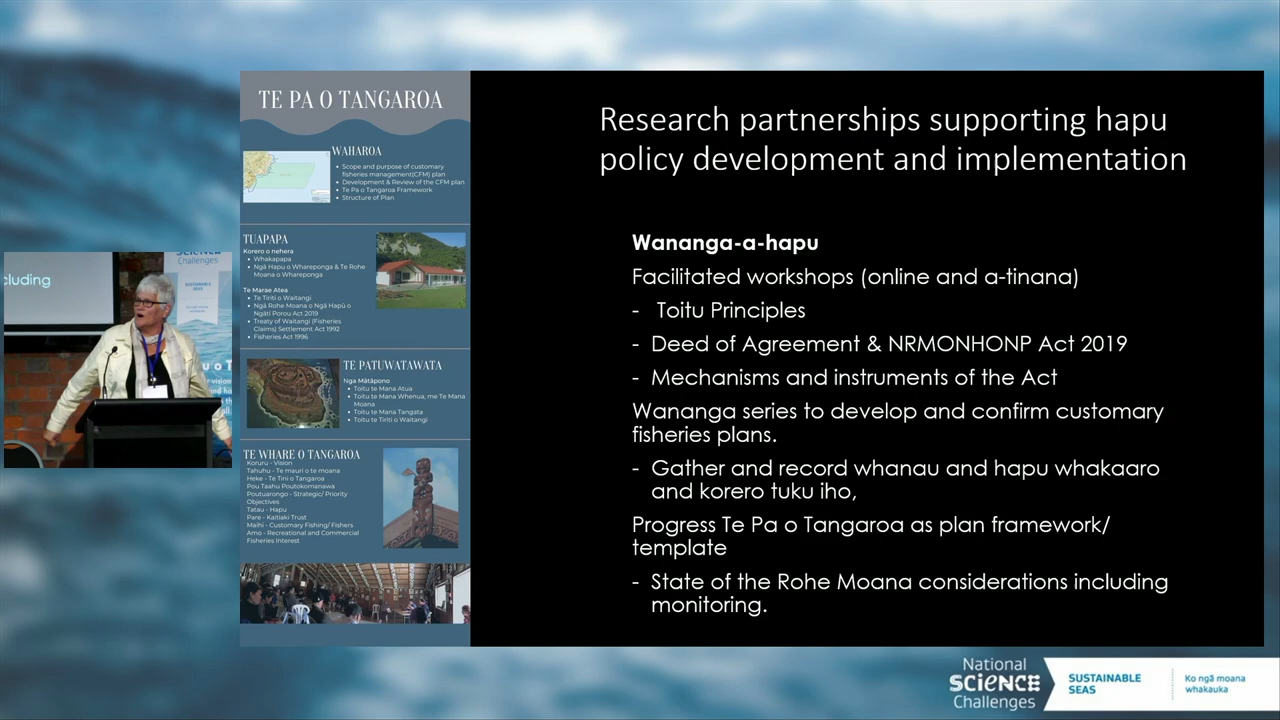 TE PA O TANGAROA
WAHAROA
• Scope and purpose of customary
fisheries management(CFM) plan
• Development & Review of the CFM plan
• Te Pa o Tangaroa Framework
• Structure of Plan
TUAPAPA
Korero o nehera
• Whakapapa
• Ngā Hapu o Whareponga & Te Rohe
Moana o Whareponga
Te Marae Atea
• Te Tiriti o Waitangi
• Ngā Rohe Moana o Ngā Hapū o
Ngāti Porou Act 2019
• Treaty of Waitangi (Fisheries
Claims) Settlement Act 1992
• Fisheries Act 1996
TE PATUWATAWATA
Nga Mātāpono
• Toitu te Mana Atua
• Toitu te Mana Whenua, me Te Mana
Moana
• Toitu te Mana Tangata
• Toitu te Tiriti o Waitangi
TE WHARE O TANGAROA
Koruru - Vision
Tahuhu - Te mauri o te moana
Heke - Te Tini o Tangaroa
Pou Taahu Poutokomanawa
Poutuarongo - Strategic/ Priority
Objectives
Tatau - Hapu
Pare - Kaitiaki Trust
Maihi - Customary Fishing/ Fishers
Amo - Recreational and Commercial
Fisheries Interest
Research partnerships supporting hapu
policy development and implementation
Wananga-a-hapu
Facilitated workshops (online and a-tinana)
- Toitu Principles
- Deed of Agreement & NRMONHONP Act 2019
- Mechanisms and instruments of the Act
Wananga series to develop and confirm customary
fisheries plans.
- Gather and record whanau and hapu whakaaro
and korero tuku iho,
Progress Te Pa o Tangaroa as plan framework/
template
- State of the Rohe Moana considerations including
monitoring.
cluding
SCIENCE
Challenges
National
SCIENCE
Challenges
SUSTAINABLE
SEAS
Ko ngā moana
whakauka